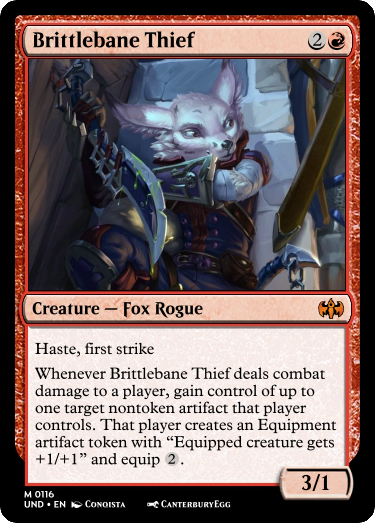 Brittlebane Thief 2
Creature — Fox Rogue
Haste, first strike
Whenever Brittlebane Thief deals combat
damage to a player, gain control of up to
one target nontoken artifact that player
controls. That player creates an Equipment
artifact token with “Equipped creature gets
+1/+1” and equip 2.
3/1
M 0116
UND • EN Conoista CanterburyEgg